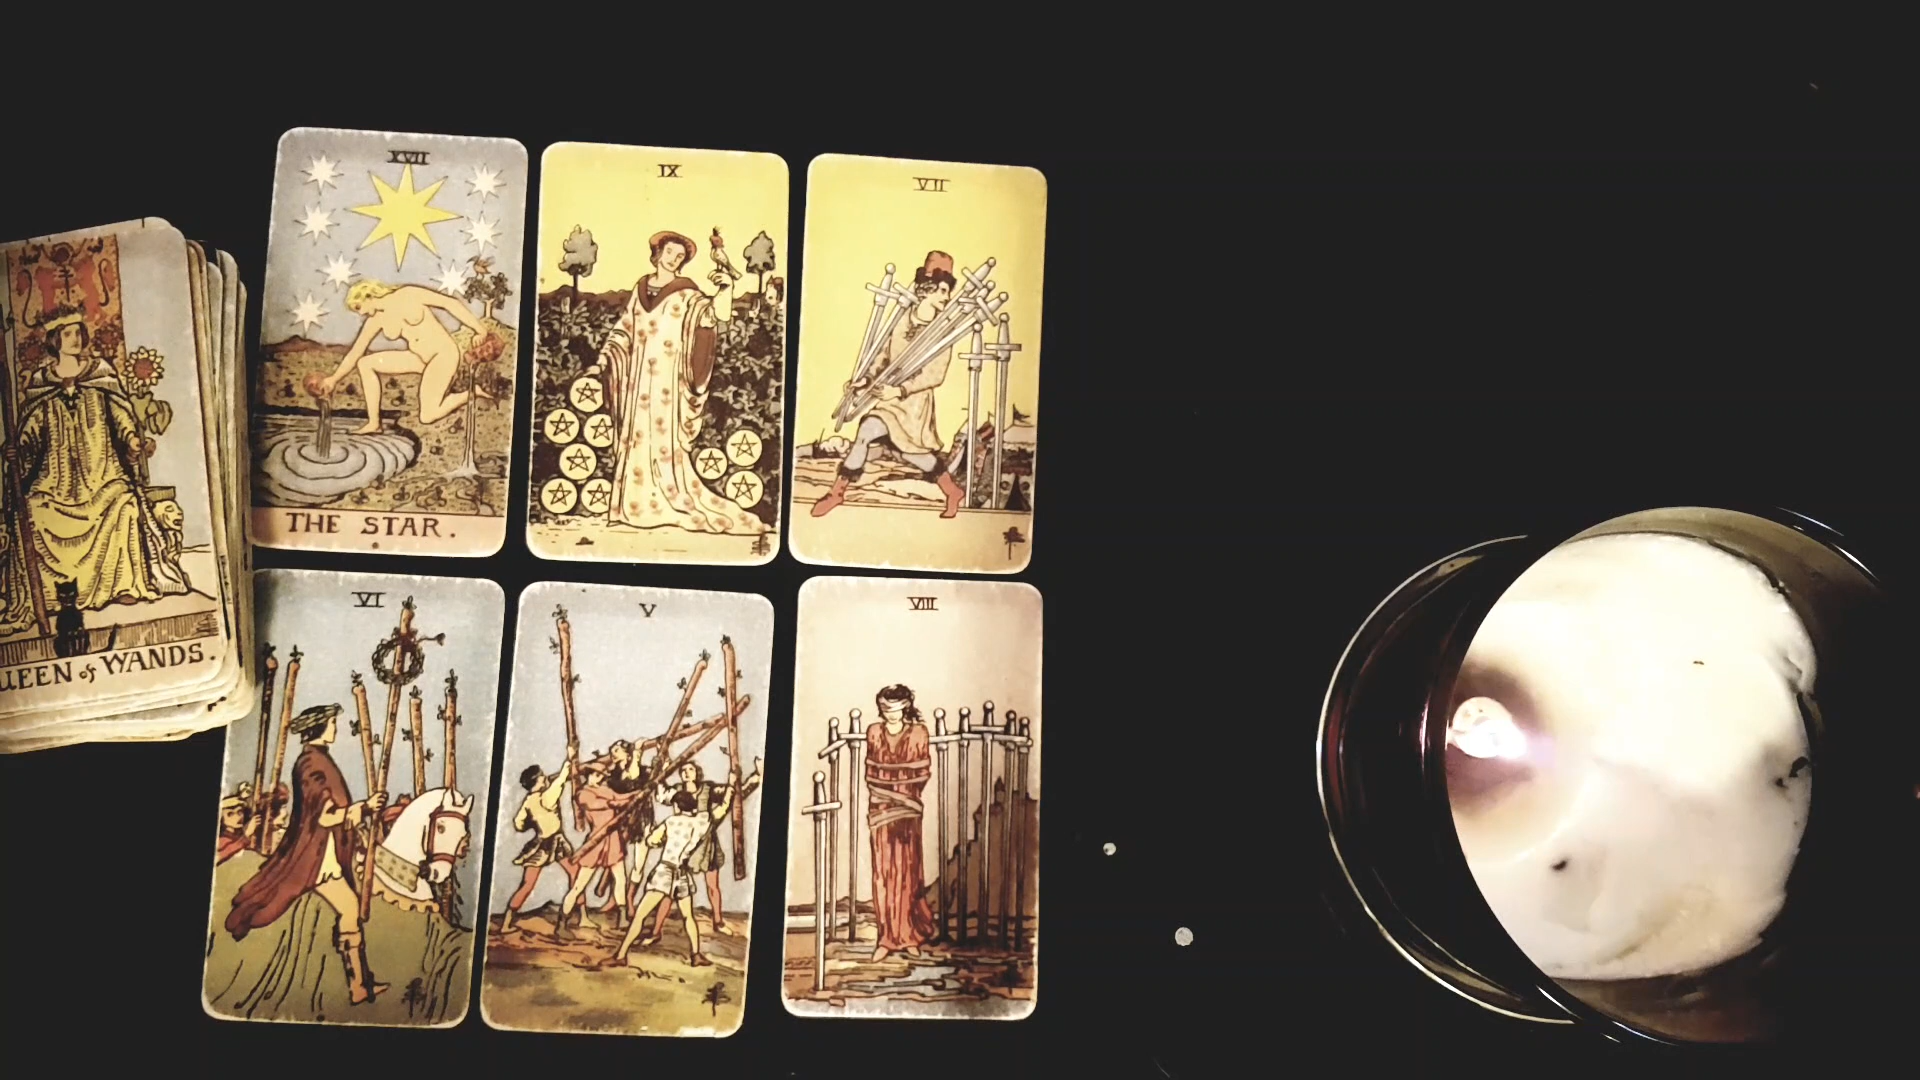 XVII
THE STAR.
IX
VII
UEEN of WANDS.
VI
V
VIII